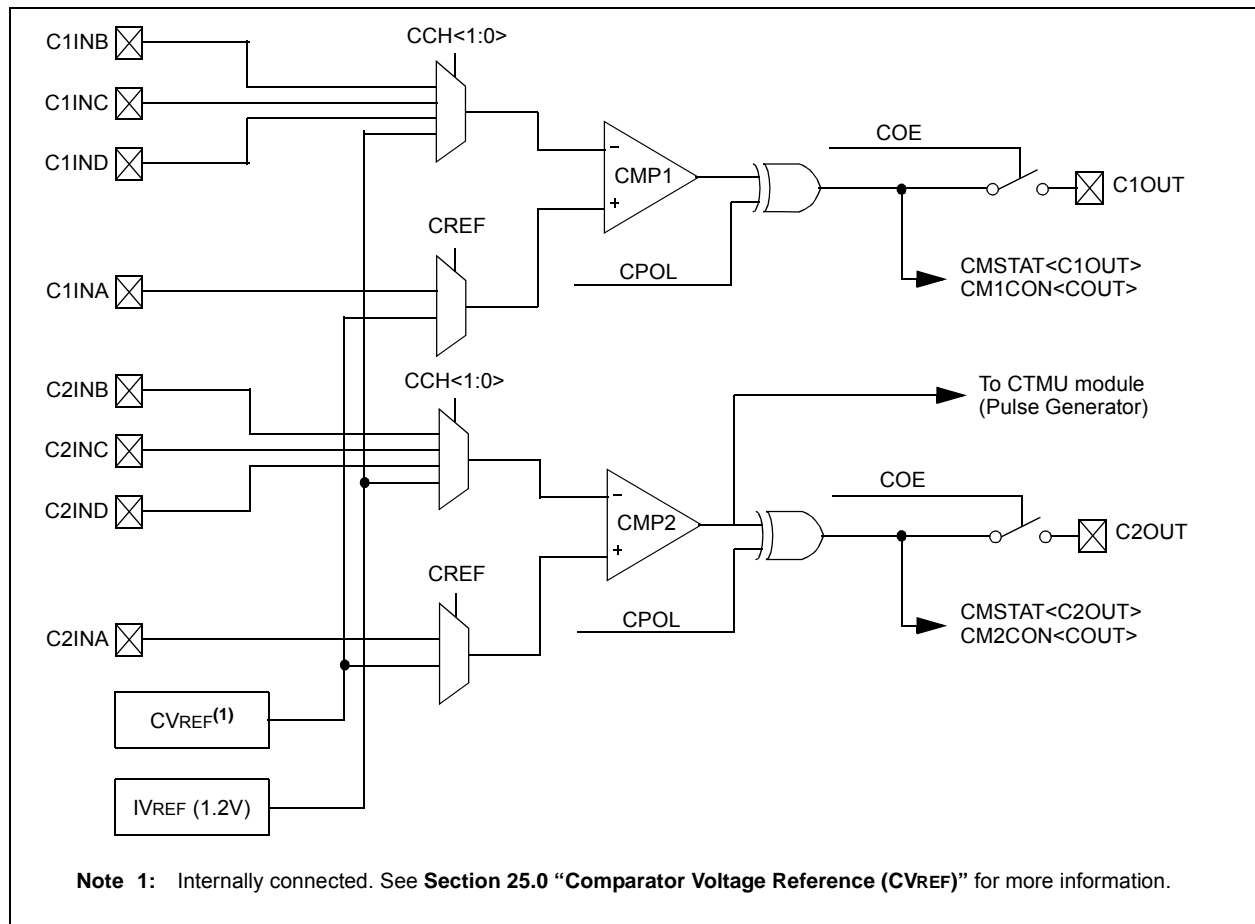 CCH<1:0>
C1INB
C1INC
C1IND
−
CMP1
+
COE
C1OUT
CREF
CPOL
CMSTAT<C1OUT>
CM1CON<COUT>
C1INA
C2INB
CCH<1:0>
To CTMU module
(Pulse Generator)
C2INC
C2IND
−
CMP2
+
COE
C2OUT
CREF
CPOL
CMSTAT<C2OUT>
CM2CON<COUT>
C2INA
CVREF(1)
IVREF (1.2V)
Note 1: Internally connected. See Section 25.0 “Comparator Voltage Reference (CVREF)” for more information.